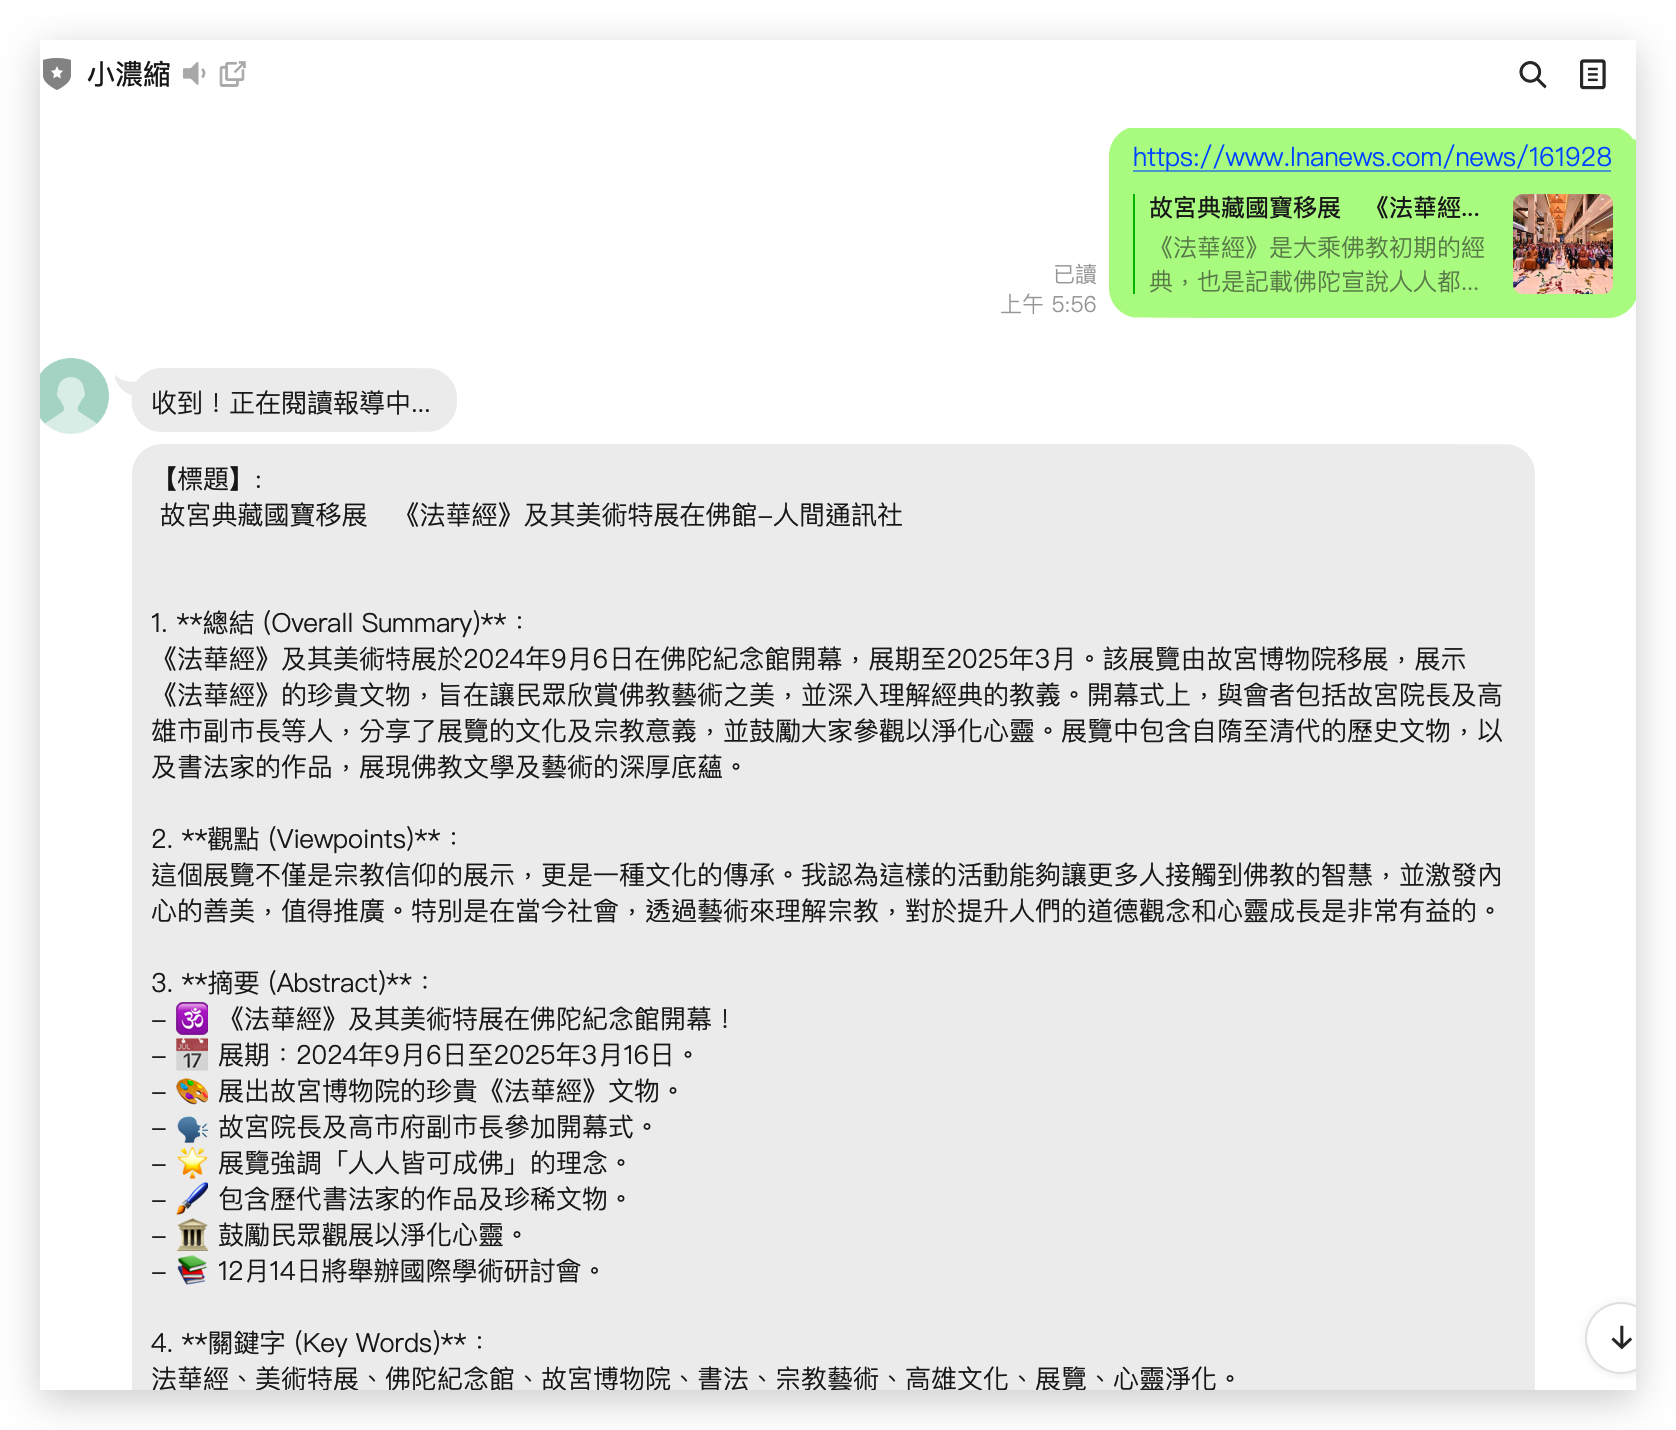 小濃縮
https://www.lnanews.com/news/161928
故宮典藏國寶移展　《法華經...
《法華經》是大乘佛教初期的經
典，也是記載佛陀宣說人人都...
已讀
上午 5:56
收到！正在閱讀報導中...
【標題】:
故宮典藏國寶移展　《法華經》及其美術特展在佛館-人間通訊社
1. **總結 (Overall Summary)**：
《法華經》及其美術特展於2024年9月6日在佛陀紀念館開幕，展期至2025年3月。該展覽由故宮博物院移展，展示
《法華經》的珍貴文物，旨在讓民眾欣賞佛教藝術之美，並深入理解經典的教義。開幕式上，與會者包括故宮院長及高
雄市副市長等人，分享了展覽的文化及宗教意義，並鼓勵大家參觀以淨化心靈。展覽中包含自隋至清代的歷史文物，以
及書法家的作品，展現佛教文學及藝術的深厚底蘊。
2. **觀點 (Viewpoints)**：
這個展覽不僅是宗教信仰的展示，更是一種文化的傳承。我認為這樣的活動能夠讓更多人接觸到佛教的智慧，並激發內
心的善美，值得推廣。特別是在當今社會，透過藝術來理解宗教，對於提升人們的道德觀念和心靈成長是非常有益的。
3. **摘要 (Abstract)**：
- 🕉️ 《法華經》及其美術特展在佛陀紀念館開幕！
- 📅 展期：2024年9月6日至2025年3月16日。
- 🎨 展出故宮博物院的珍貴《法華經》文物。
- 🗣️ 故宮院長及高市府副市長參加開幕式。
- 🌟 展覽強調「人人皆可成佛」的理念。
- 🖌️ 包含歷代書法家的作品及珍稀文物。
- 🏛️ 鼓勵民眾觀展以淨化心靈。
- 📚 12月14日將舉辦國際學術研討會。
4. **關鍵字 (Key Words)**：
法華經、美術特展、佛陀紀念館、故宮博物院、書法、宗教藝術、高雄文化、展覽、心靈淨化。